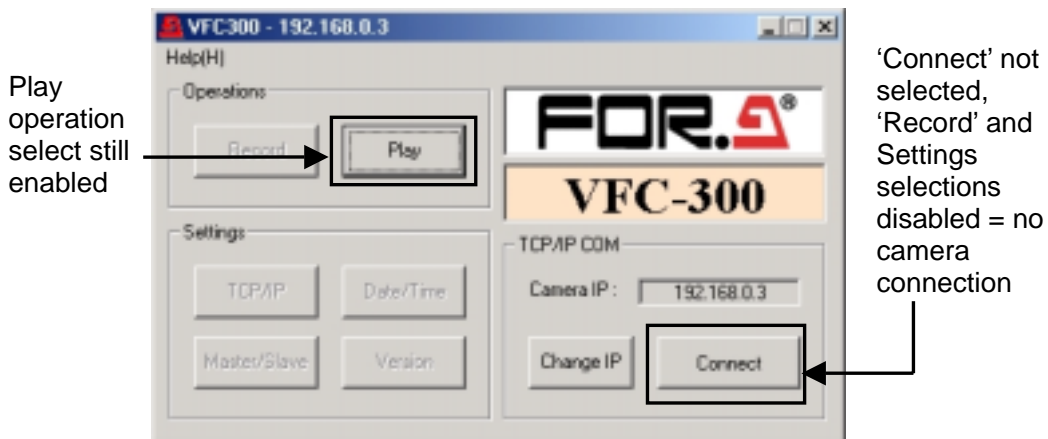 VFC300 - 192.168.0.3
Help(H)
Play
operation
select still
enabled
Operations
Record
Play
FOR.A®
VFC-300
Settings
TCP/IP
Date/Time
Master/Slave
Version
TCP/IP COM
Camera IP :
192.168.0.3
Change IP
Connect
‘Connect’ not
selected,
‘Record’ and
Settings
selections
disabled = no
camera
connection